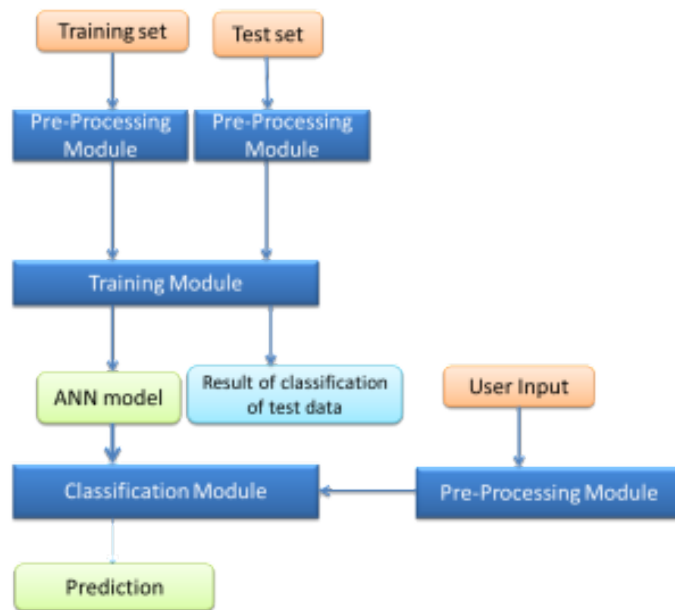 Training set
Test set
Pre-Processing
Module
Pre-Processing
Module
Training Module
ANN model
Result of classification
of test data
User Input
Classification Module
Pre-Processing Module
Prediction